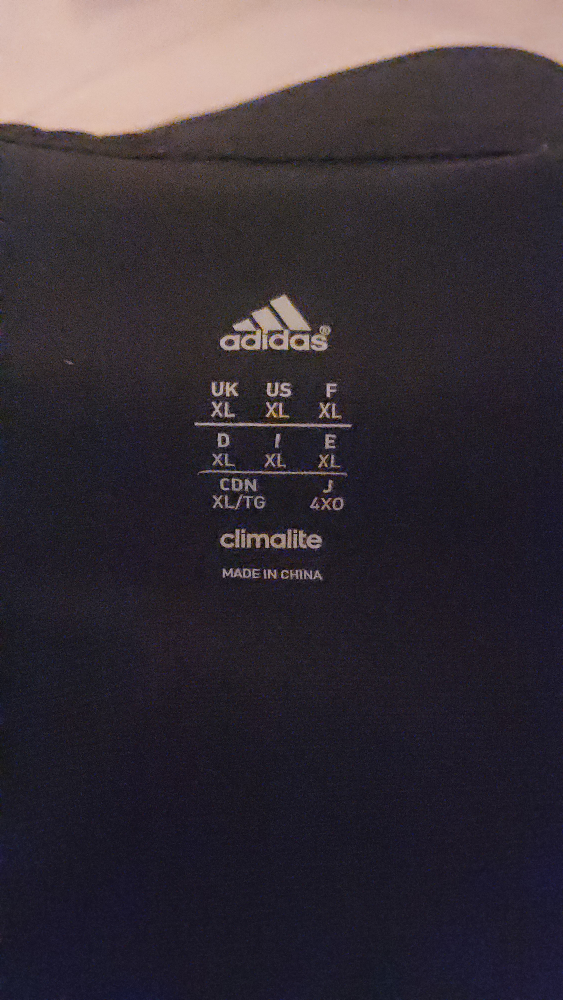 adidas®
UK US F
XL XL XL
D I E
XL XL XL
CDN J
XL/TG 4XO
climalite
MADE IN CHINA